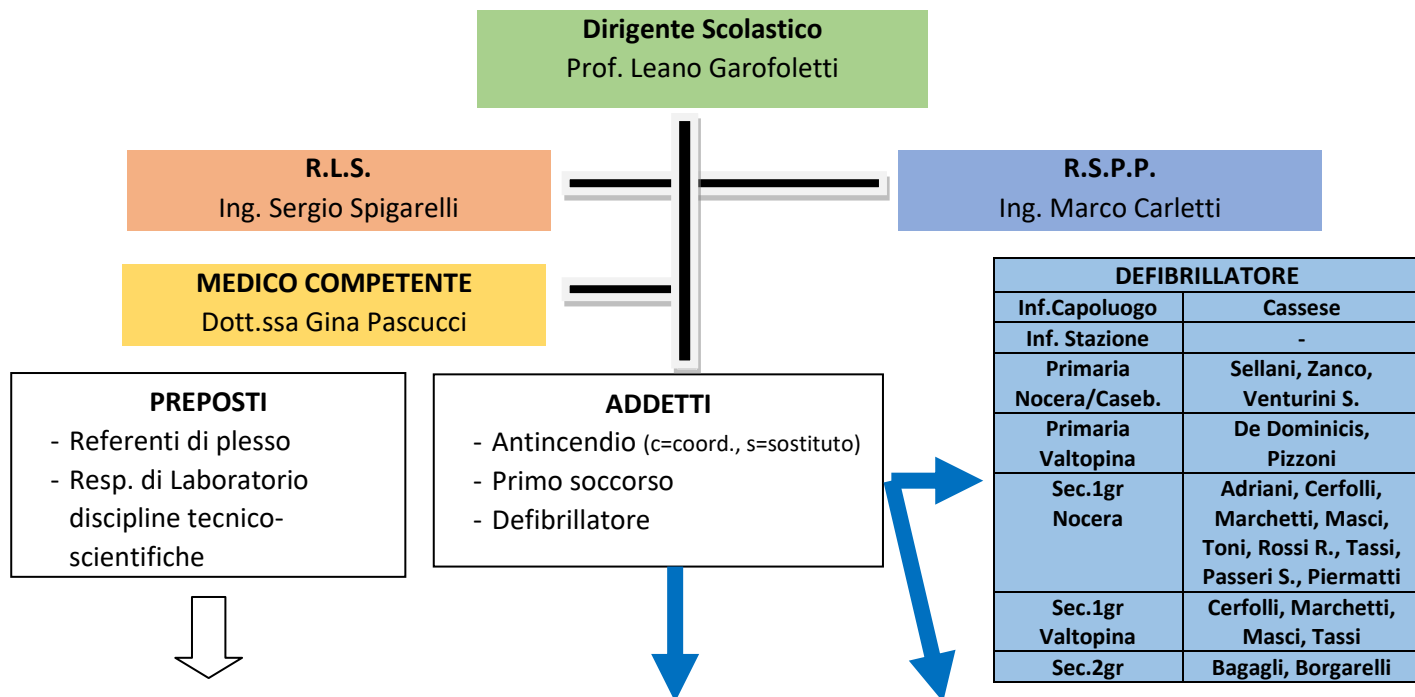 Dirigente Scolastico
Prof. Leano Garofoletti
R.L.S.
Ing. Sergio Spigarelli
R.S.P.P.
Ing. Marco Carletti
MEDICO COMPETENTE
Dott.ssa Gina Pascucci
PREPOSTI
- Referenti di plesso
- Resp. di Laboratorio
discipline tecnico-
scientifiche
ADDETTI
- Antincendio (c=coord., s=sostituto)
- Primo soccorso
- Defibrillatore
DEFIBRILLATORE
Inf.Capoluogo
Cassese
Inf. Stazione
-
Primaria
Nocera/Caseb.
Sellani, Zanco,
Venturini S.
Primaria
Valtopina
De Dominicis,
Pizzoni
Sec.1gr
Nocera
Adriani, Cerfolli,
Marchetti, Masci,
Toni, Rossi R., Tassi,
Passeri S., Piermatti
Sec.1gr
Valtopina
Cerfolli, Marchetti,
Masci, Tassi
Sec.2gr
Bagagli, Borgarelli